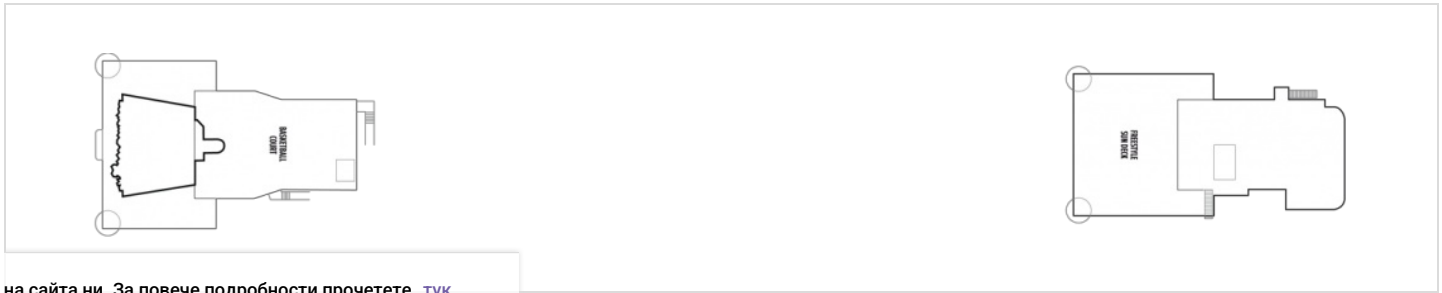 BASKETBALL
COURT
FREESTYLE
SUN DECK
на сайта ни. За повече подробности прочетете тук